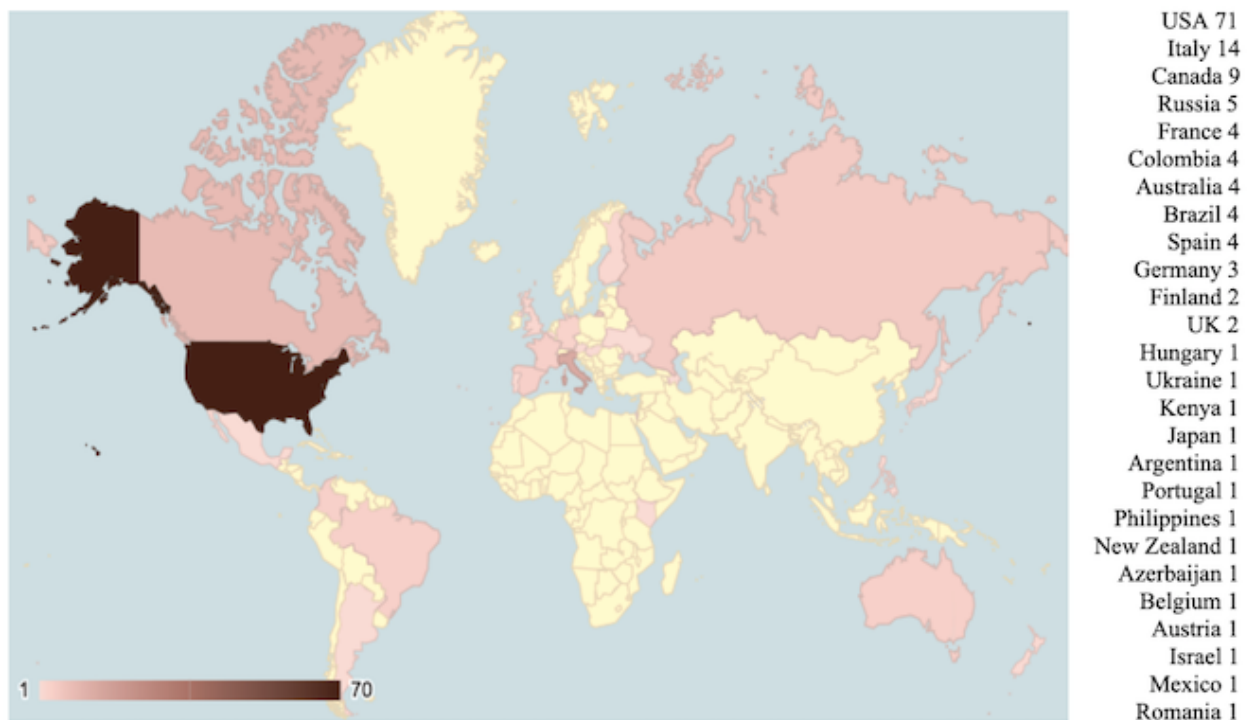 USA 71
Italy 14
Canada 9
Russia 5
France 4
Colombia 4
Australia 4
Brazil 4
Spain 4
Germany 3
Finland 2
UK 2
Hungary 1
Ukraine 1
Kenya 1
Japan 1
Argentina 1
Portugal 1
Philippines 1
New Zealand 1
Azerbaijan 1
Belgium 1
Austria 1
Israel 1
Mexico 1
Romania 1
1 70